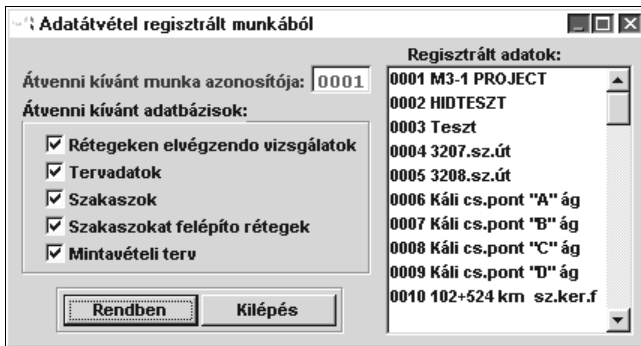 Adatátvétel regisztrált munkából
Átvenni kívánt munka azonosítója: 0001
Átvenni kívánt adatbázisok:
Rétegeken elvégzendo vizsgálatok
Tervadatok
Szakaszok
Szakaszokat felépíto rétegek
Mintavételi terv
Rendben Kilépés
Regisztrált adatok:
0001 M3-1 PROJECT
0002 HIDTESZT
0003 Teszt
0004 3207.sz.út
0005 3208.sz.út
0006 Káli cs.pont "A" ág
0007 Káli cs.pont "B" ág
0008 Káli cs.pont "C" ág
0009 Káli cs.pont "D" ág
0010 102+524 km sz.ker.f